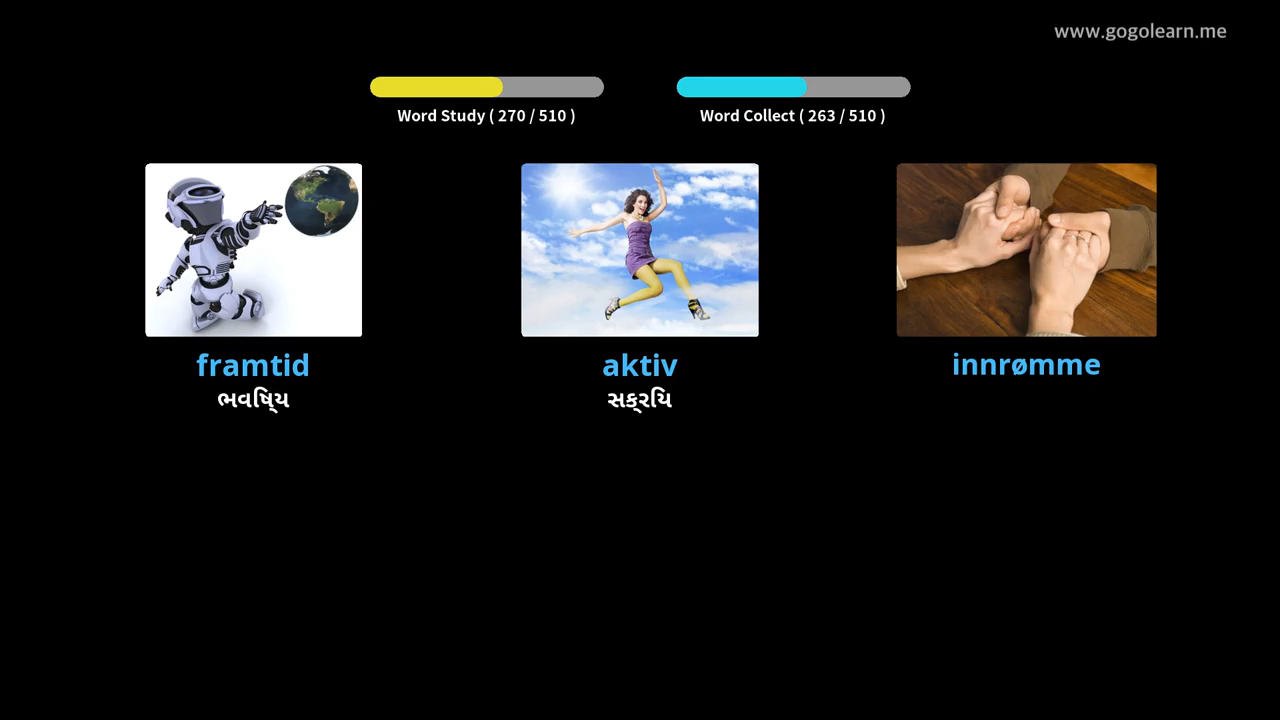 www.gogolearn.me
Word Study ( 270 / 510 )
Word Collect ( 263 / 510 )
framtid
ભવિષ્ય
aktiv
સક્રિય
innrømme